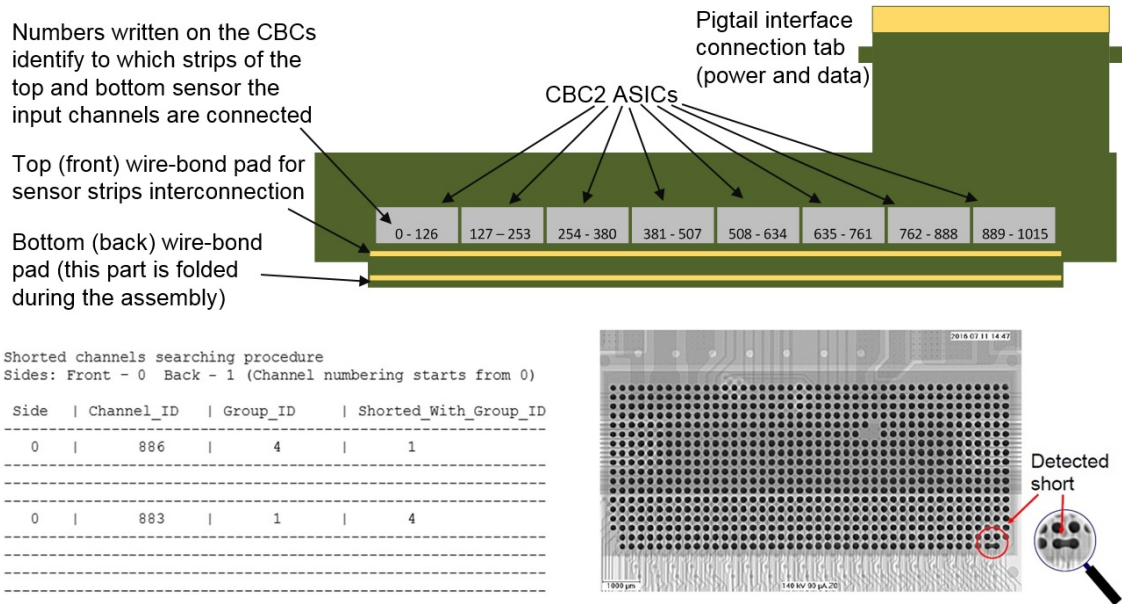 Numbers written on the CBCs
identify to which strips of the
top and bottom sensor the
input channels are connected
Top (front) wire-bond pad for
sensor strips interconnection
Bottom (back) wire-bond
pad (this part is folded
during the assembly)
Pigtail interface
connection tab
(power and data)
CBC2 ASICs
0 - 126
127 – 253
254 - 380
381 - 507
508 - 634
635 - 761
762 - 888
889 - 1015
Shorted channels searching procedure
Sides: Front - 0 Back - 1 (Channel numbering starts from 0)
Side | Channel_ID | Group_ID | Shorted_With_Group_ID
0 | 886 | 4 | 1
0 | 883 | 1 | 4
2016 07 11 14:47
1000 µm
140 kV 90 µA 20
Detected
short